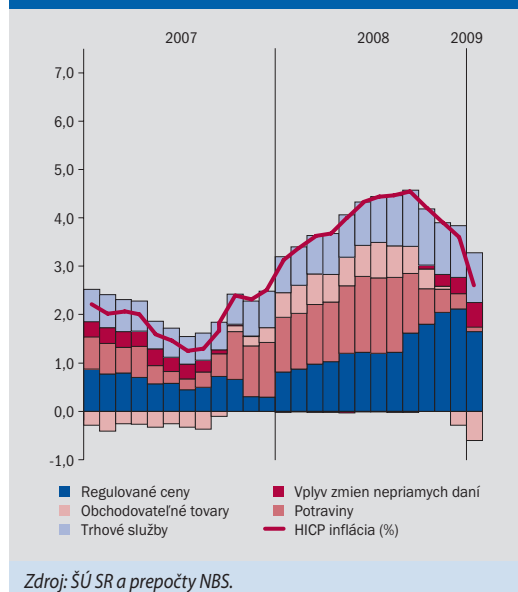 2007 2008 2009
7,0
6,0
5,0
4,0
3,0
2,0
1,0
0,0
-1,0
Regulované ceny Vplyv zmien nepriamych daní
Obchodovateľné tovary Potraviny
Trhové služby HICP inflácia (%)
Zdroj: ŠÚ SR a prepočty NBS.